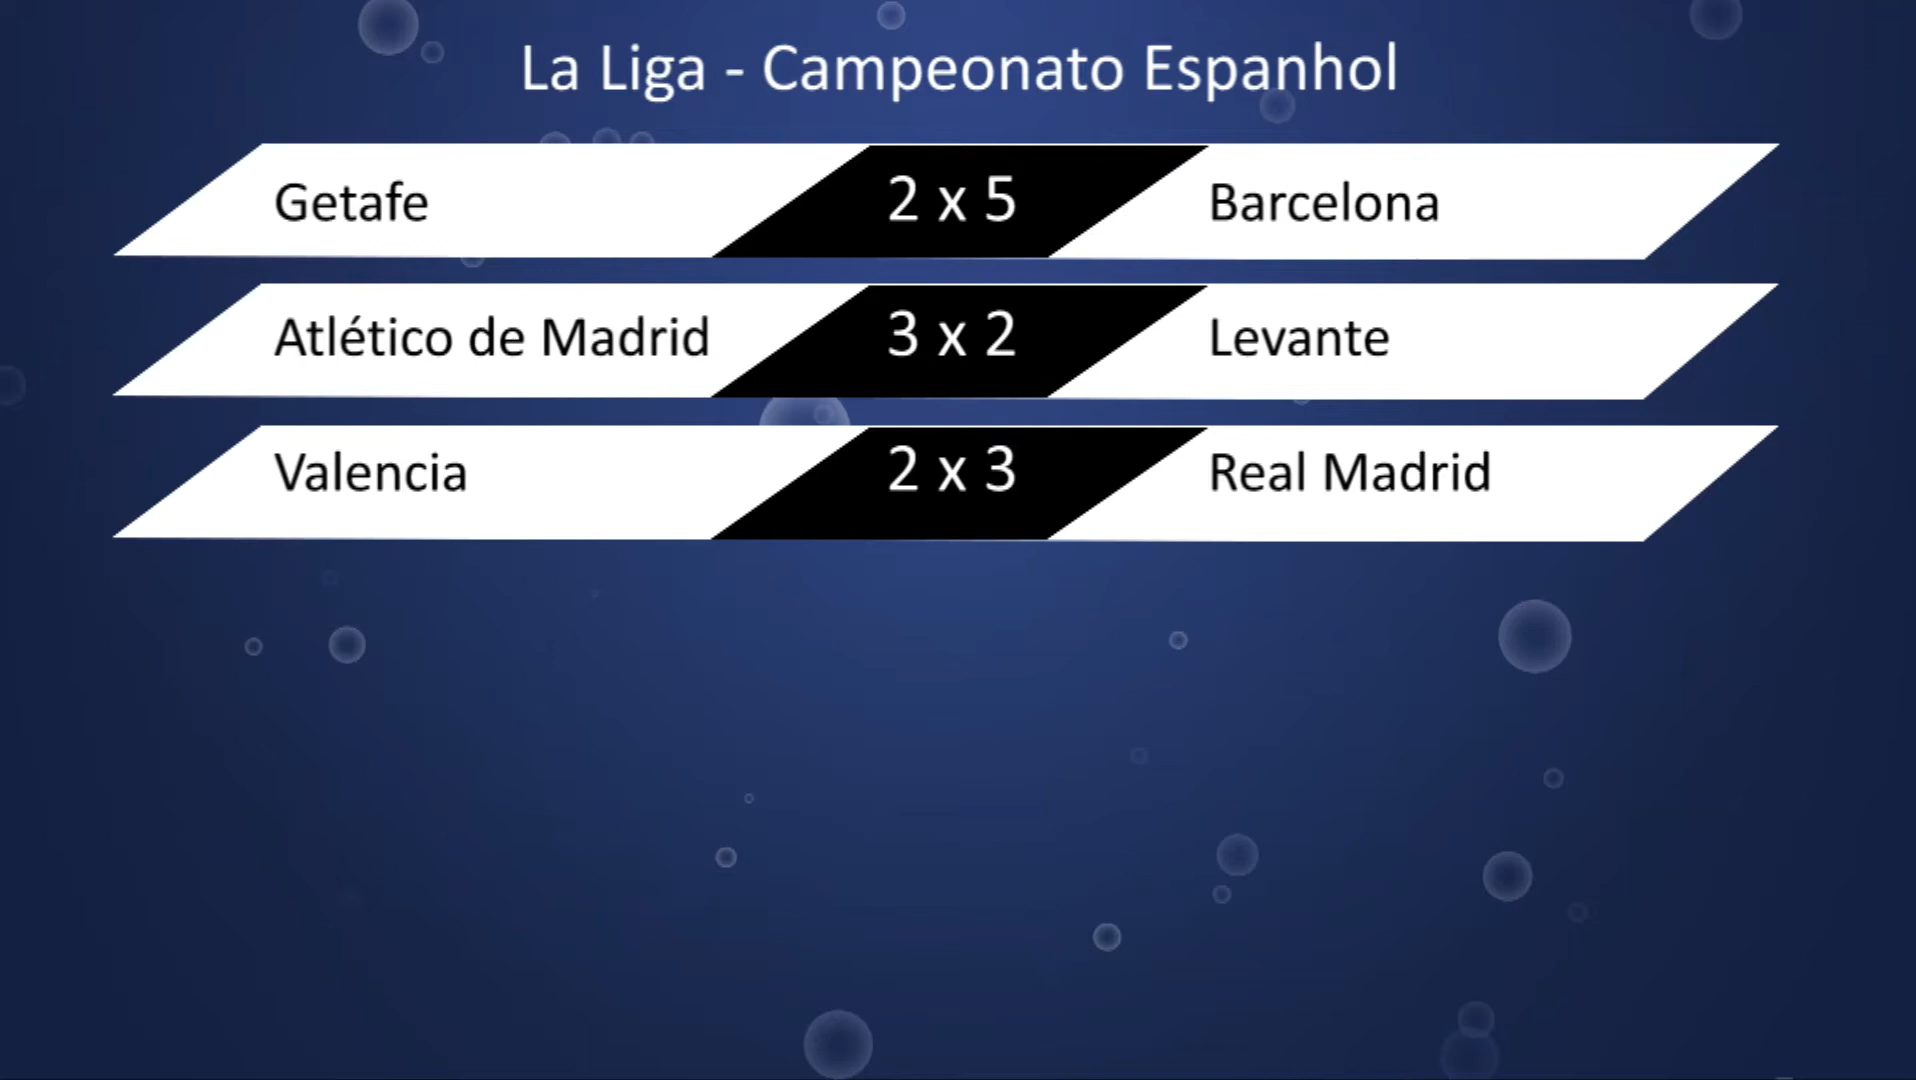 La Liga - Campeonato Espanhol
Getafe 2 x 5 Barcelona
Atlético de Madrid 3 x 2 Levante
Valencia 2 x 3 Real Madrid